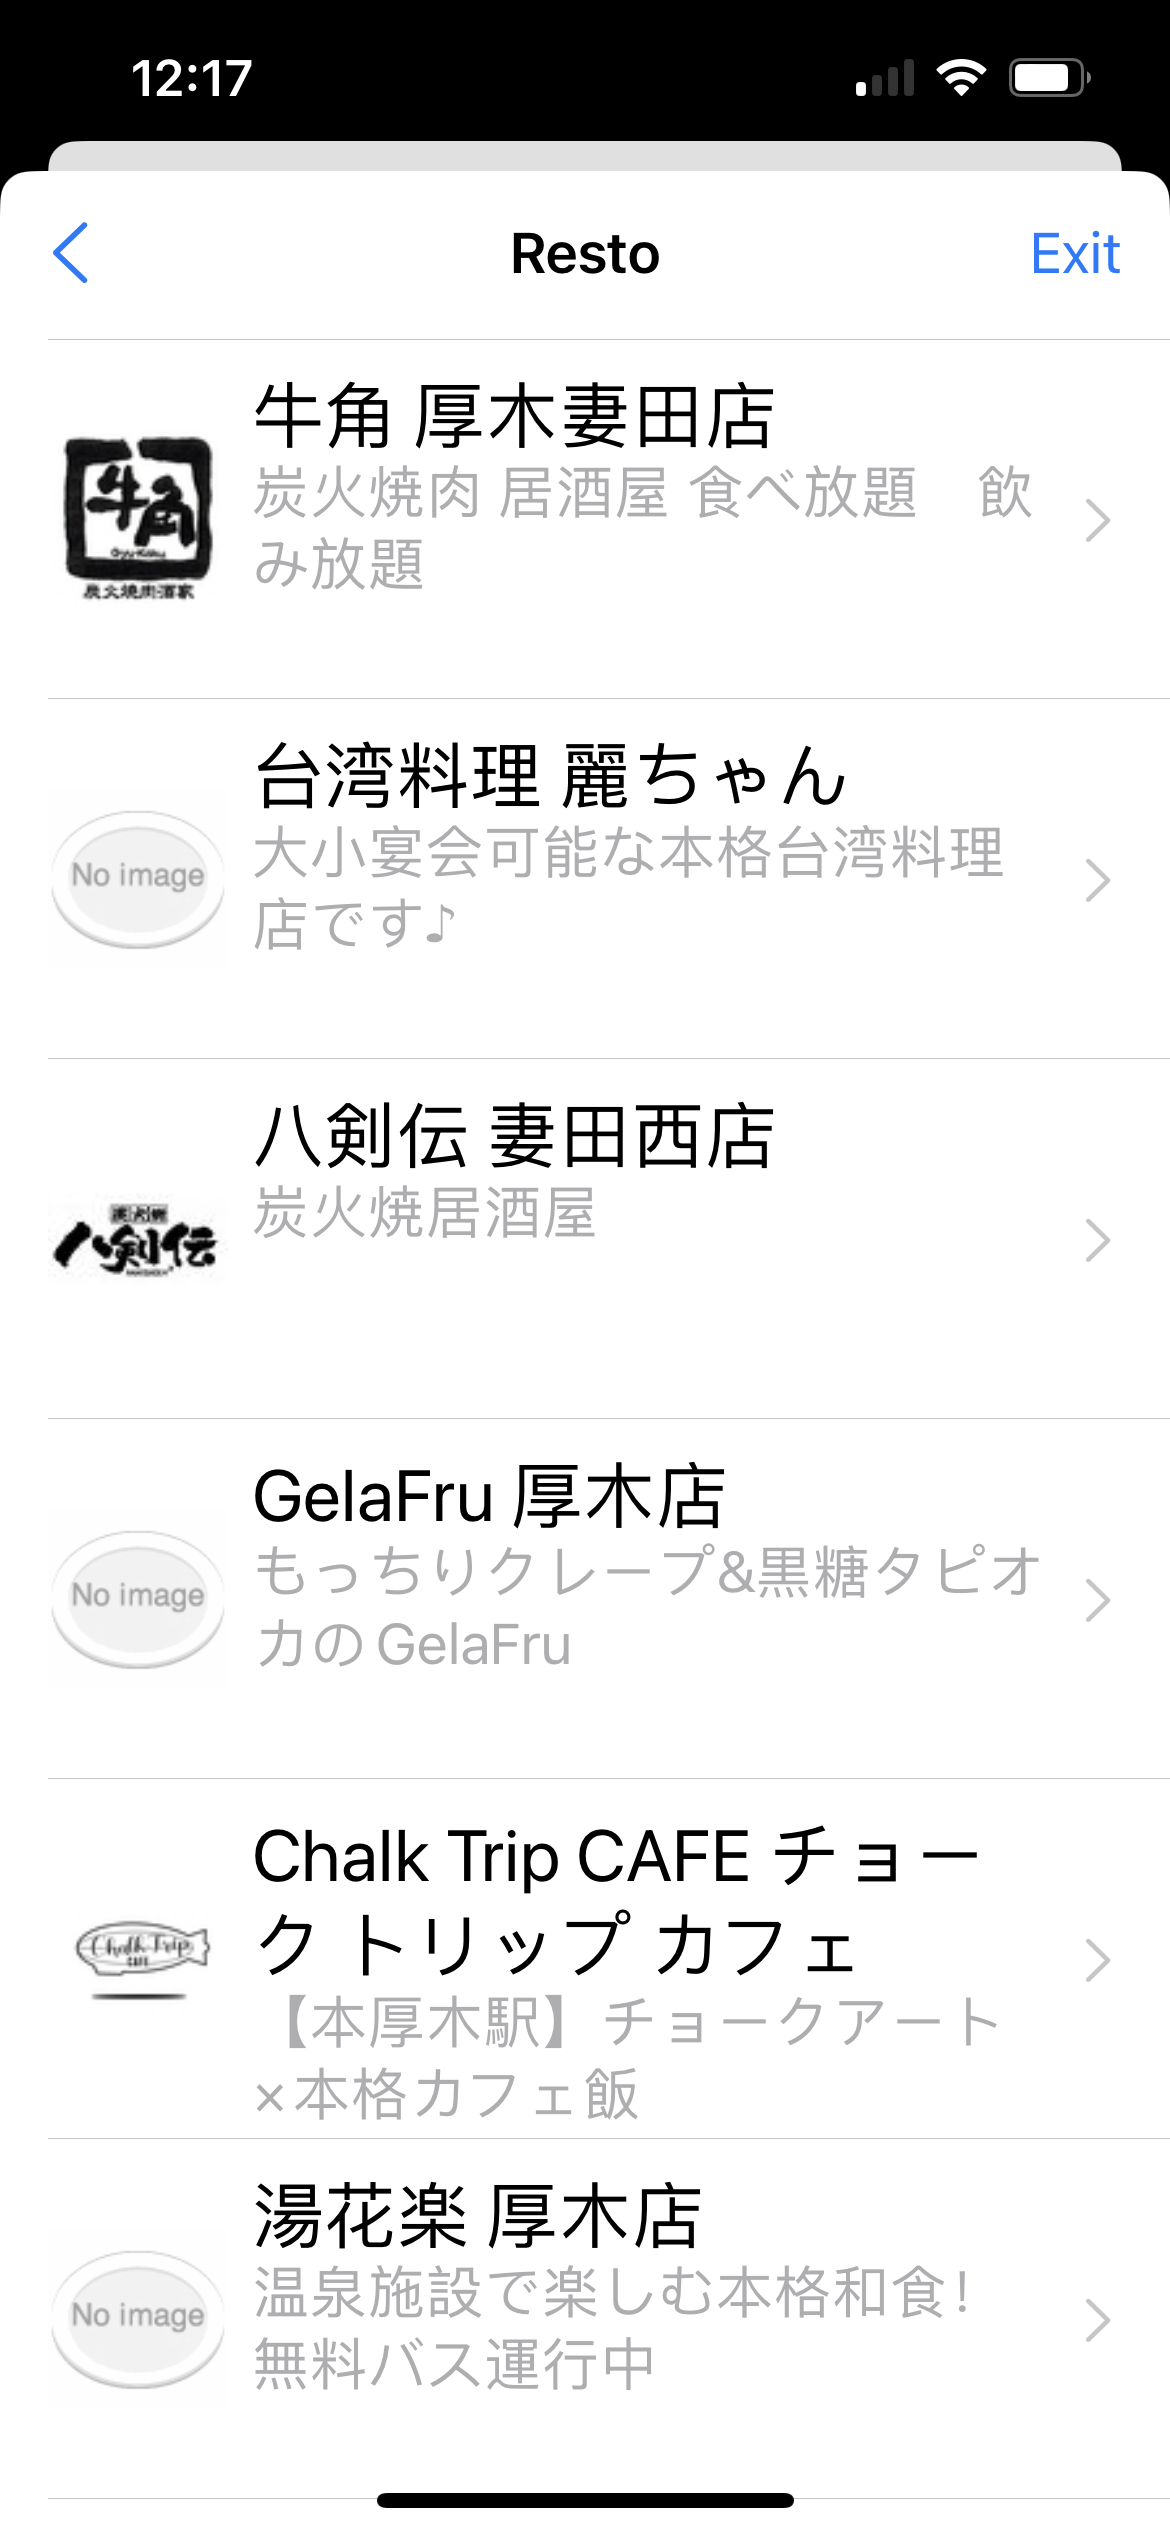 12:17
Resto
Exit
牛角 厚木妻田店
炭火焼肉 居酒屋 食べ放題　飲
み放題
牛角
Gyu-Kaku
炭火焼肉酒家
台湾料理 麗ちゃん
大小宴会可能な本格台湾料理
店です♪
No image
八剣伝 妻田西店
炭火焼居酒屋
八剣伝
GelaFru 厚木店
もっちりクレープ&黒糖タピオ
カの GelaFru
No image
Chalk Trip CAFE チョー
ク トリップ カフェ
【本厚木駅】チョークアート
×本格カフェ飯
Chalk Trip
CAFE
湯花楽 厚木店
温泉施設で楽しむ本格和食！
無料バス運行中
No image